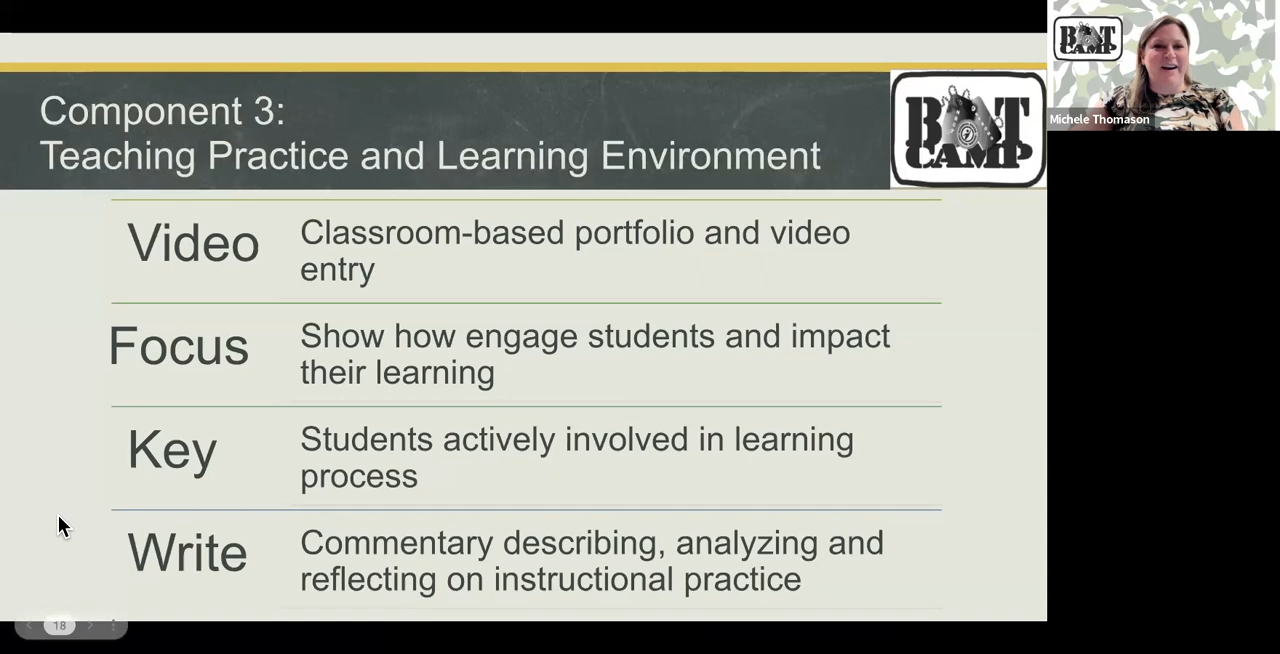 Component 3:
Teaching Practice and Learning Environment
BOOT
CAMP
BOOT
CAMP
Michele Thomason
Video
Classroom-based portfolio and video
entry
Focus
Show how engage students and impact
their learning
Key
Students actively involved in learning
process
Write
Commentary describing, analyzing and
reflecting on instructional practice
18